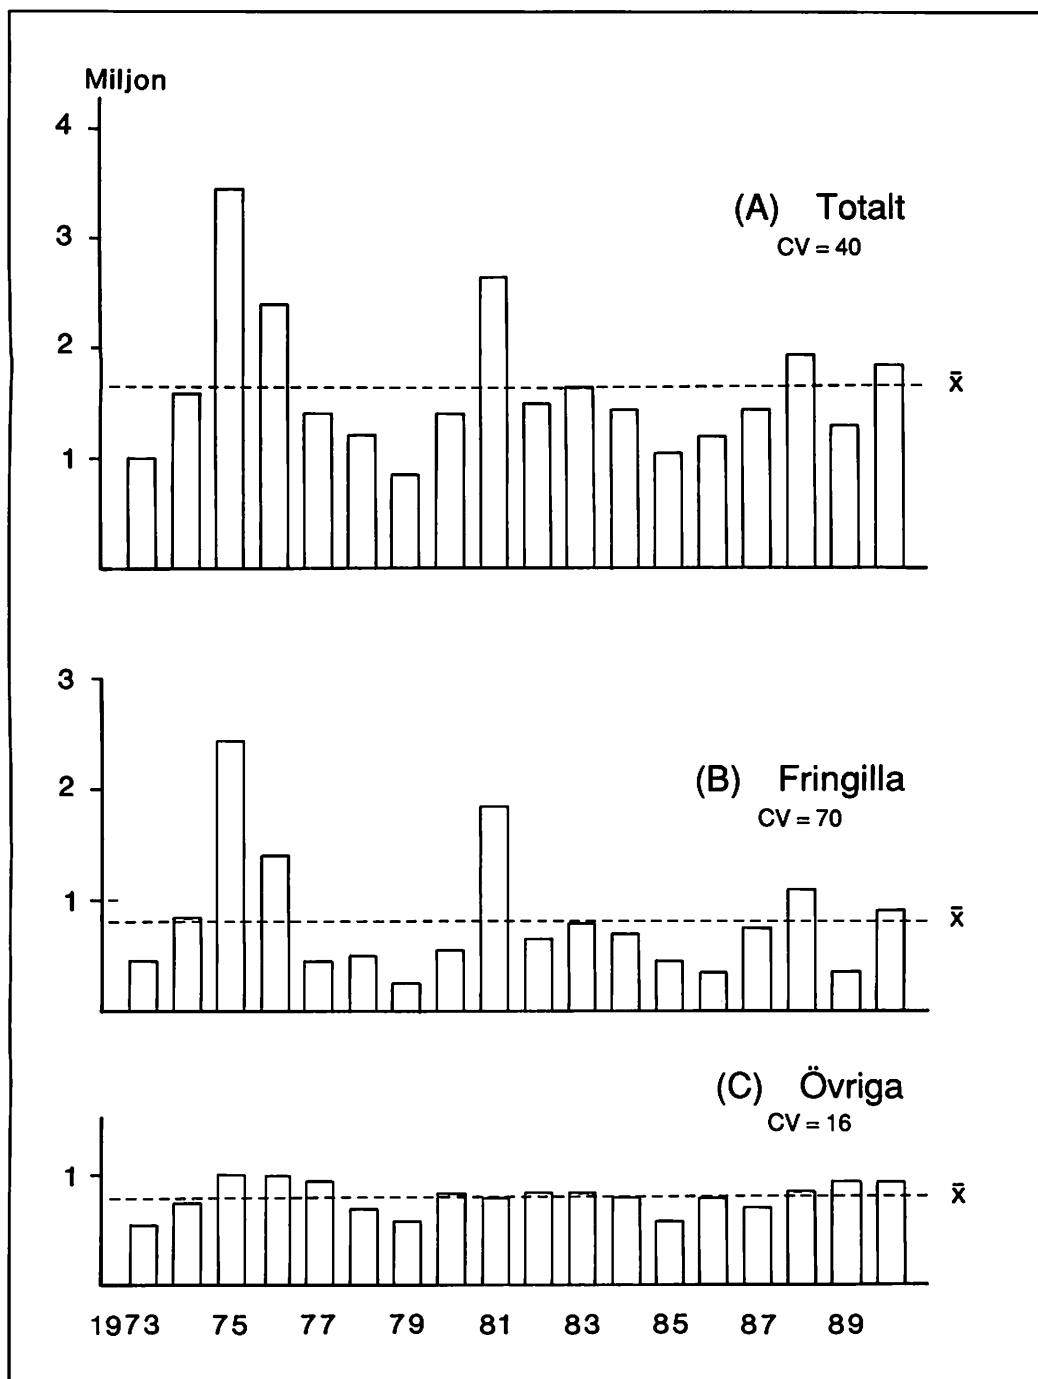 Miljon
4
3
2
1
(A) Totalt
CV = 40
x̄
3
2
1
(B) Fringilla
CV = 70
x̄
(C) Övriga
CV = 16
1
x̄
1973 75 77 79 81 83 85 87 89